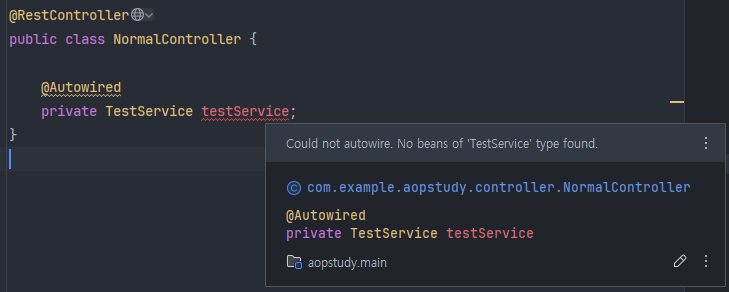 @RestController
public class NormalController {
@Autowired
private TestService testService;
}
Could not autowire. No beans of 'TestService' type found.
com.example.aopstudy.controller.NormalController
@Autowired
private TestService testService
aopstudy.main